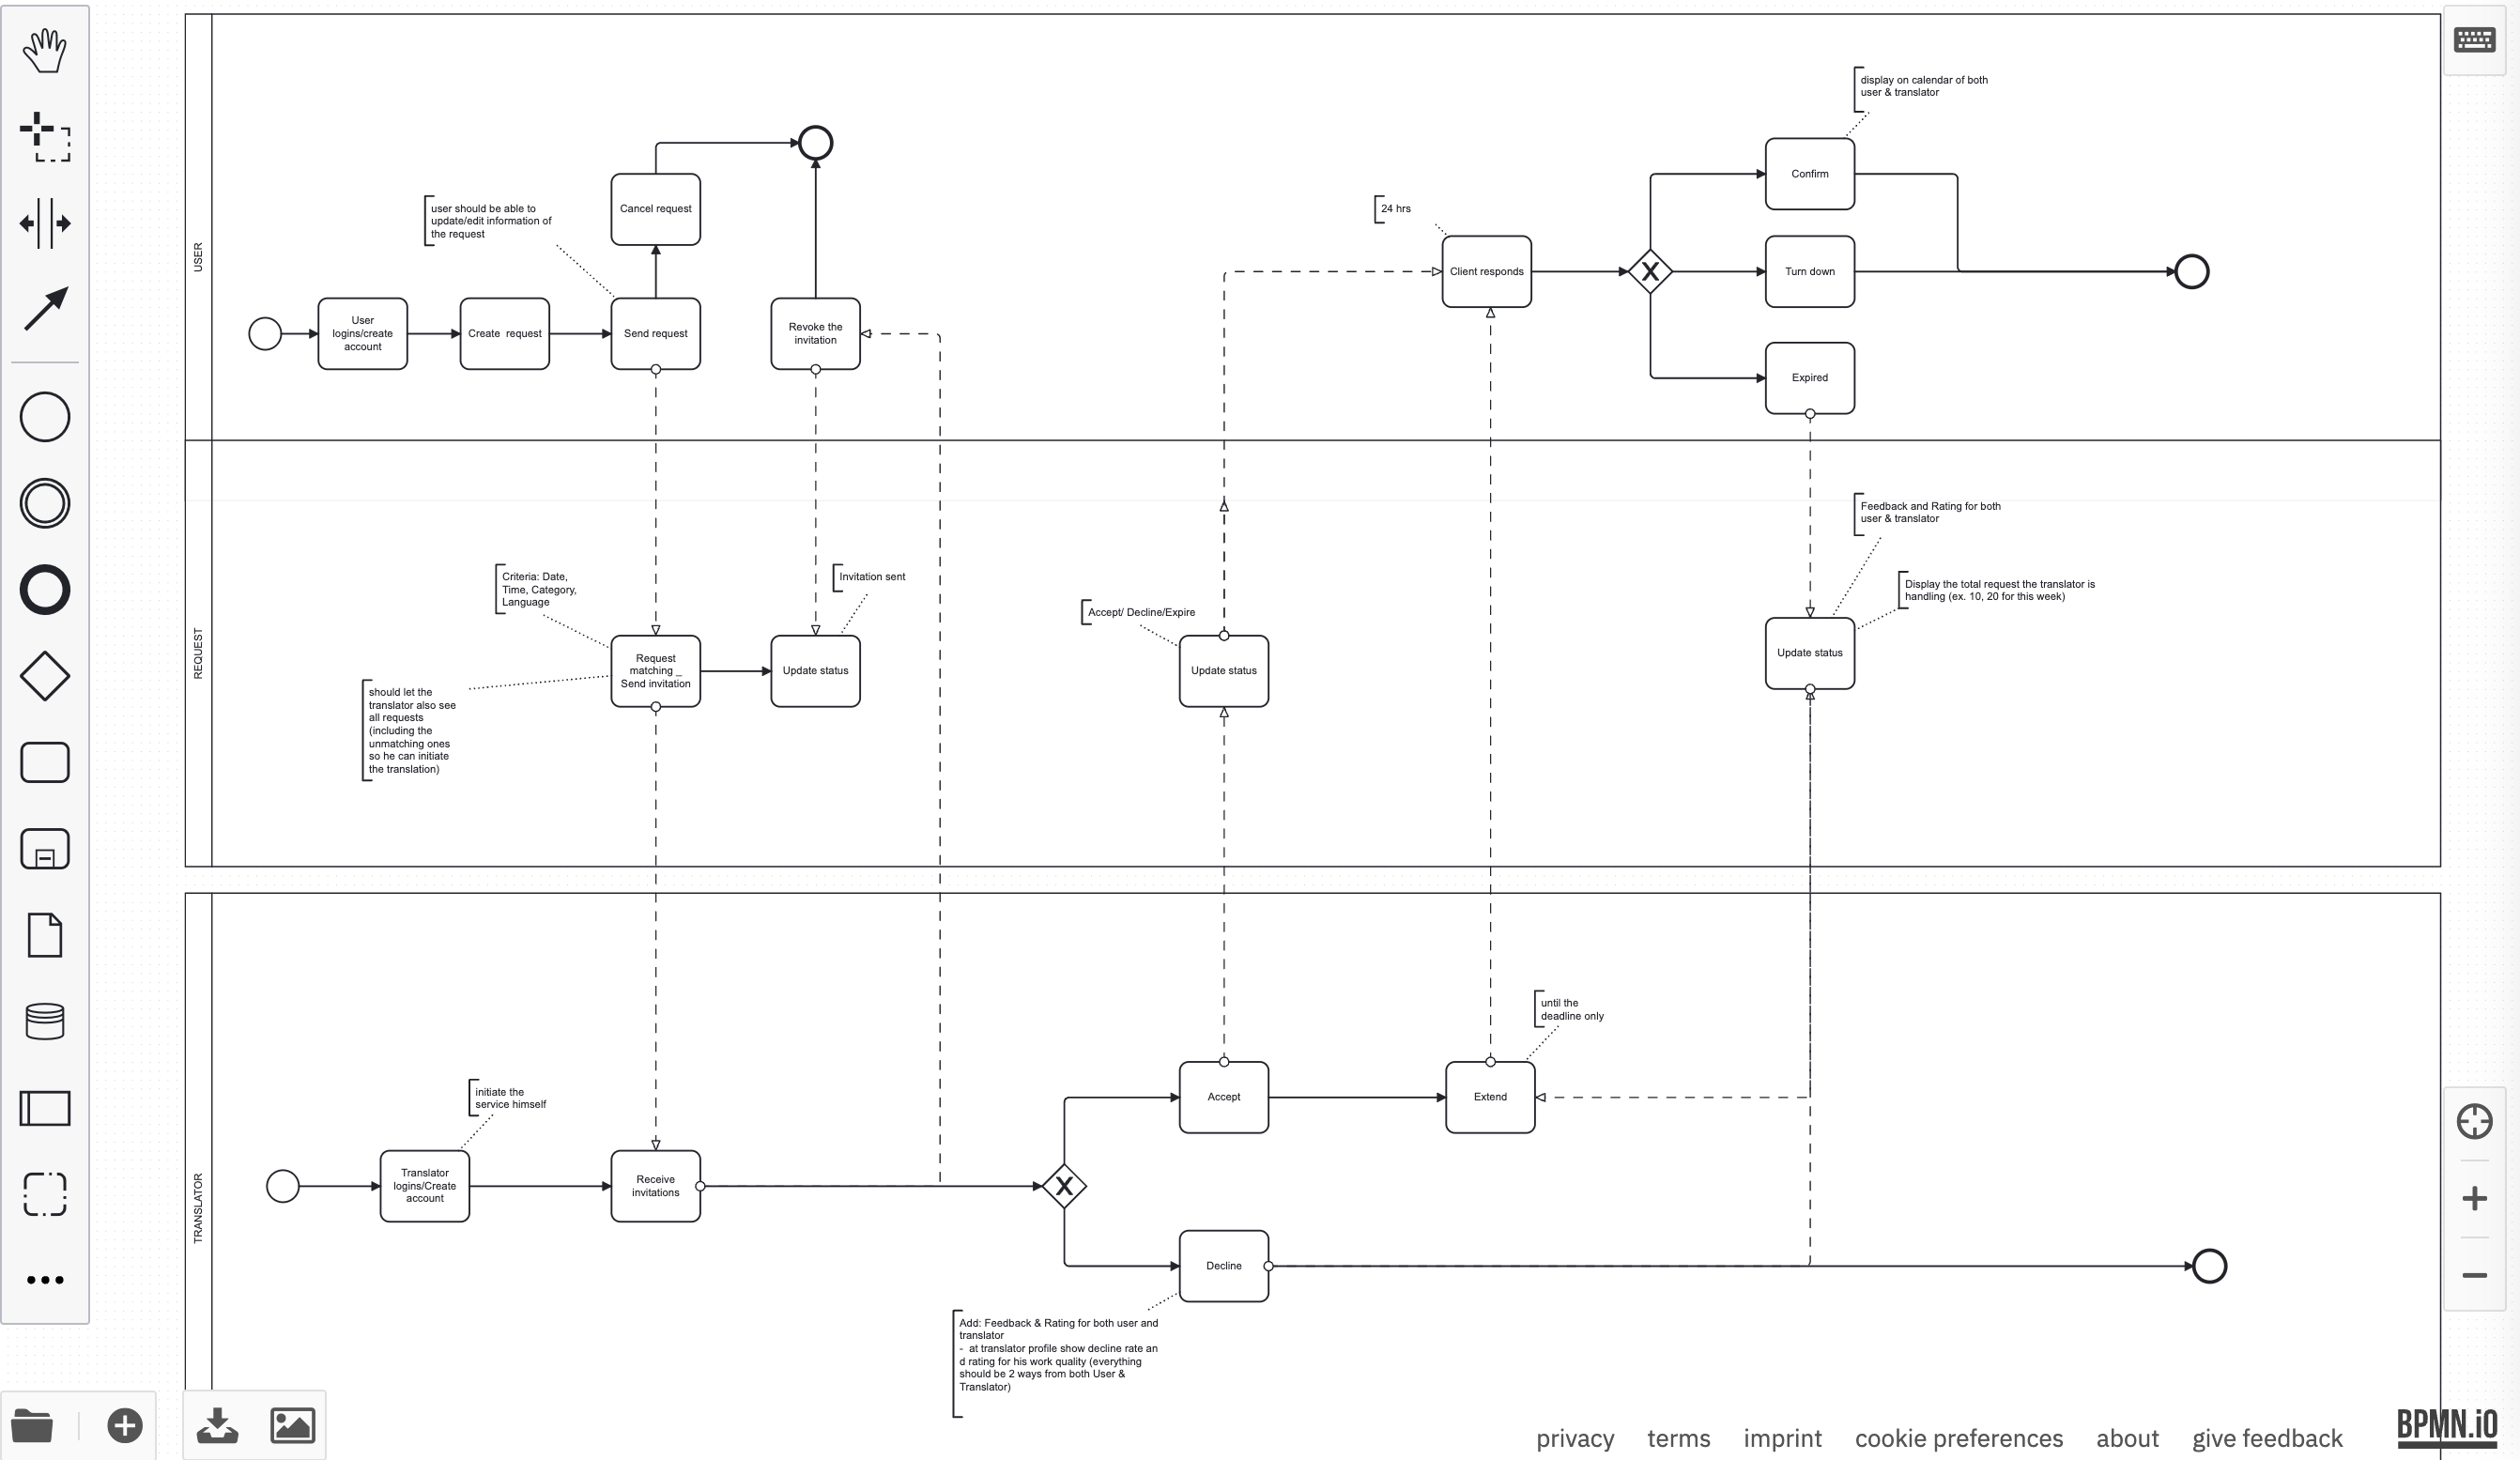 USER
display on calendar of both
user & translator
user should be able to
update/edit information of
the request
Cancel request
24 hrs
Confirm
User
logins/create
account
Create request
Send request
Revoke the
invitation
Client responds
X
Turn down
Expired
REQUEST
Feedback and Rating for both
user & translator
Criteria: Date,
Time, Category,
Language
Invitation sent
Accept/ Decline/Expire
Display the total request the translator is
handling (ex. 10, 20 for this week)
Request
matching _
Send invitation
Update status
Update status
Update status
should let the
translator also see
all requests
(including the
unmatching ones
so he can initiate
the translation)
TRANSLATOR
until the
deadline only
initiate the
service himself
Accept
Extend
Translator
logins/Create
account
Receive
invitations
X
Decline
Add: Feedback & Rating for both user and
translator
- at translator profile show decline rate an
d rating for his work quality (everything
should be 2 ways from both User &
Translator)
privacy terms imprint cookie preferences about give feedback
BPMN.iO